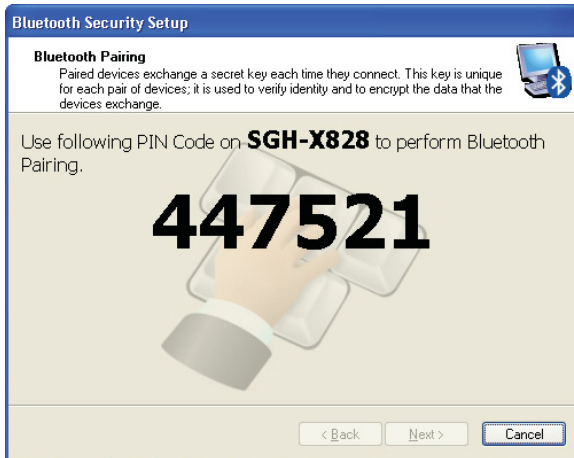 Bluetooth Security Setup
Bluetooth Pairing
Paired devices exchange a secret key each time they connect. This key is unique
for each pair of devices; it is used to verify identity and to encrypt the data that the
devices exchange.
Use following PIN Code on SGH-X828 to perform Bluetooth
Pairing.
447521
< Back
Next >
Cancel